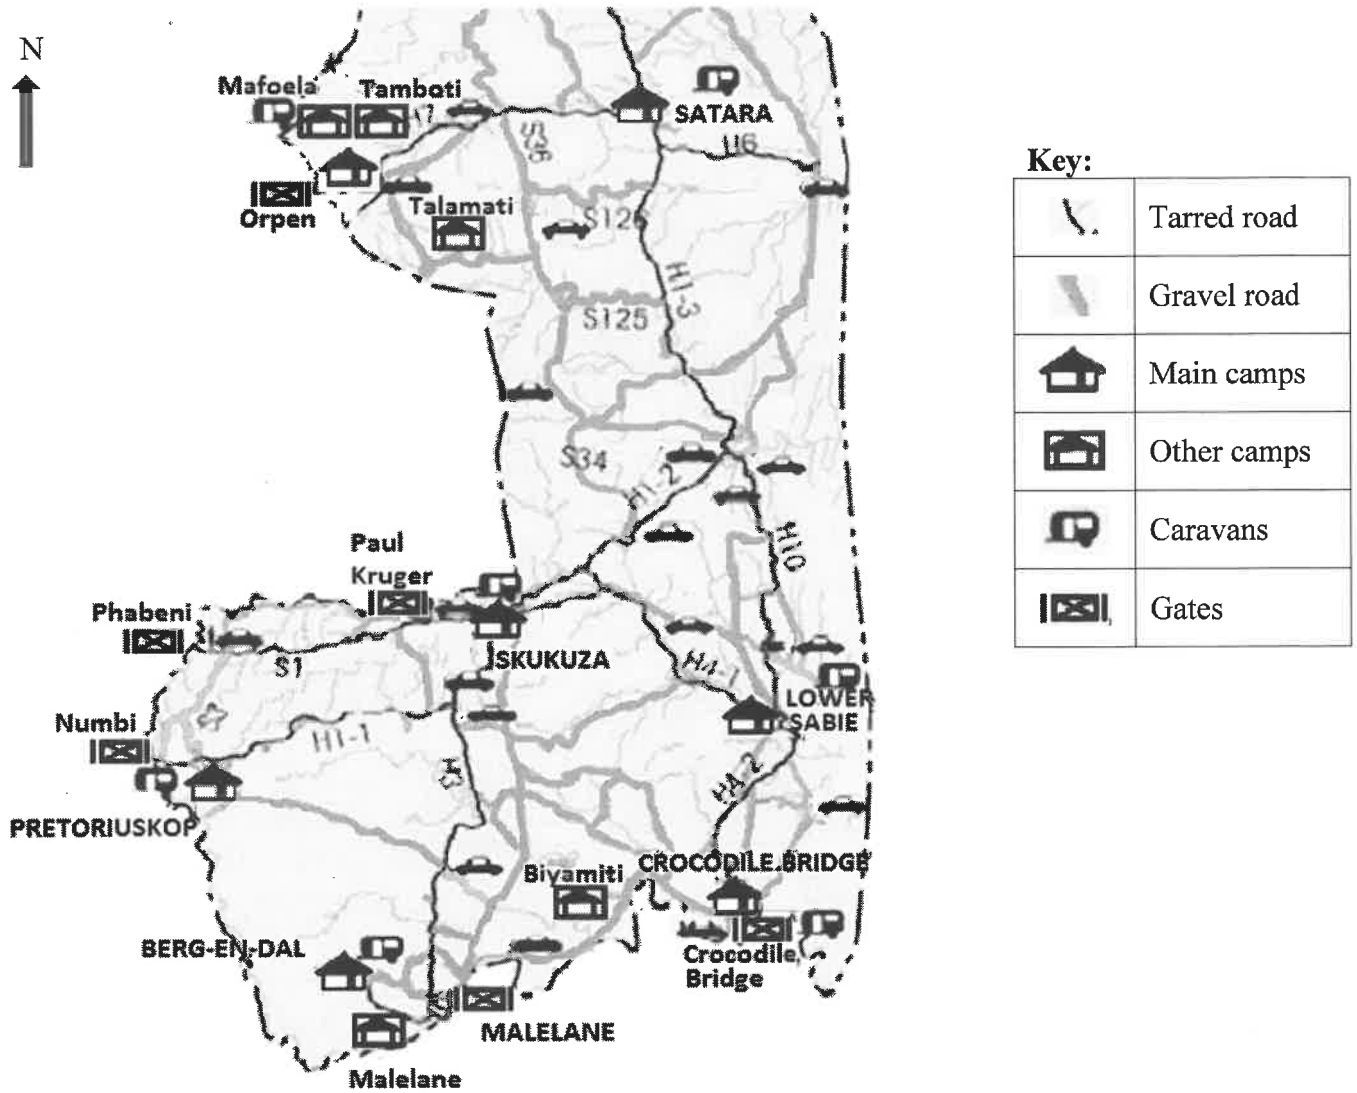 N
Mafoela
Tamboti
SATARA
S36
Orpen
Talamati
S126
H1-3
S125
S34
H1-2
H10
Paul
Kruger
Phabeni
S1
SKUKUZA
H4-1
LOWER
SABIE
Numbi
H1-1
H3
H4-2
PRETORIUSKOP
CROCODILE BRIDGE
Biyamiti
BERG-EN-DAL
Crocodile
Bridge
MALELANE
Malelane
Key:
Tarred road
Gravel road
Main camps
Other camps
Caravans
Gates